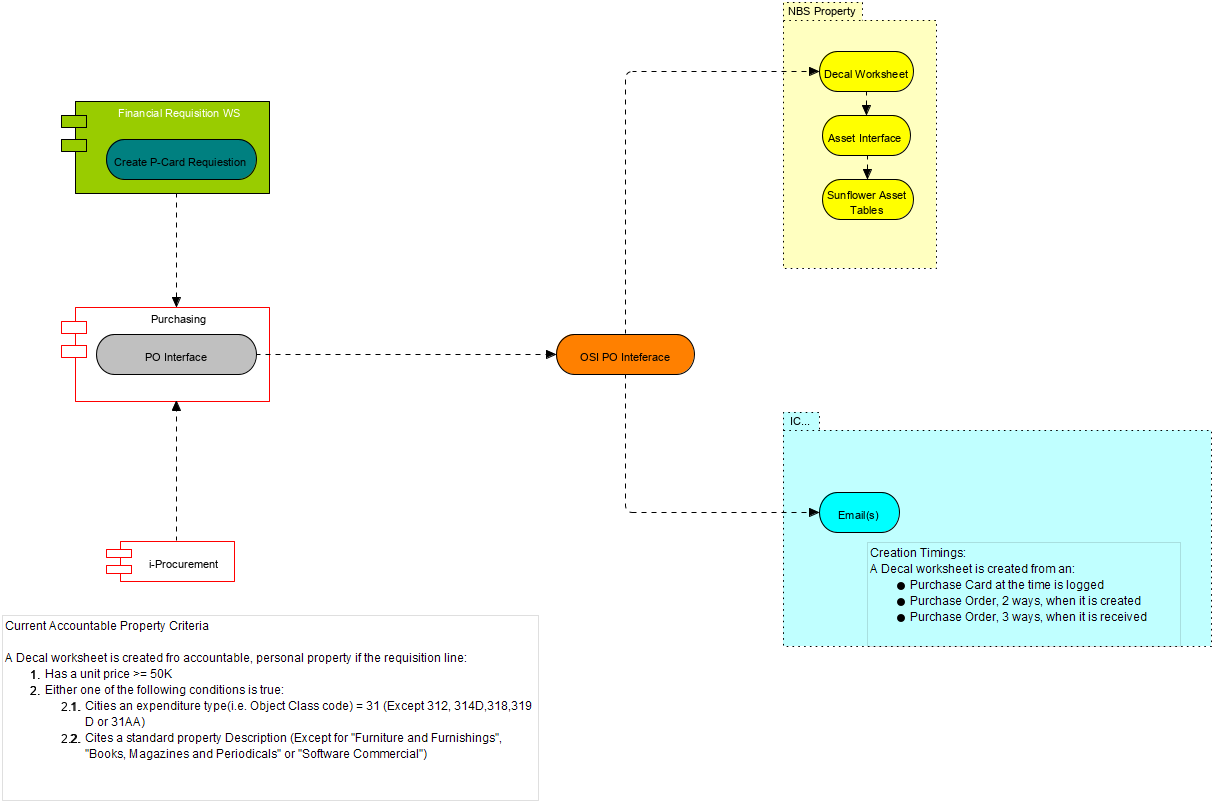 NBS Property
Decal Worksheet
Asset Interface
Sunflower Asset
Tables
Financial Requisition WS
Create P-Card Requiestion
Purchasing
PO Interface
OSI PO Inteferace
i-Procurement
IC...
Email(s)
Creation Timings:
A Decal worksheet is created from an:
● Purchase Card at the time is logged
● Purchase Order, 2 ways, when it is created
● Purchase Order, 3 ways, when it is received
Current Accountable Property Criteria
A Decal worksheet is created fro accountable, personal property if the requisition line:
1. Has a unit price >= 50K
2. Either one of the following conditions is true:
2.1. Cities an expenditure type(i.e. Object Class code) = 31 (Except 312, 314D,318,319
D or 31AA)
2.2. Cites a standard property Description (Except for "Furniture and Furnishings",
"Books, Magazines and Periodicals" or "Software Commercial")